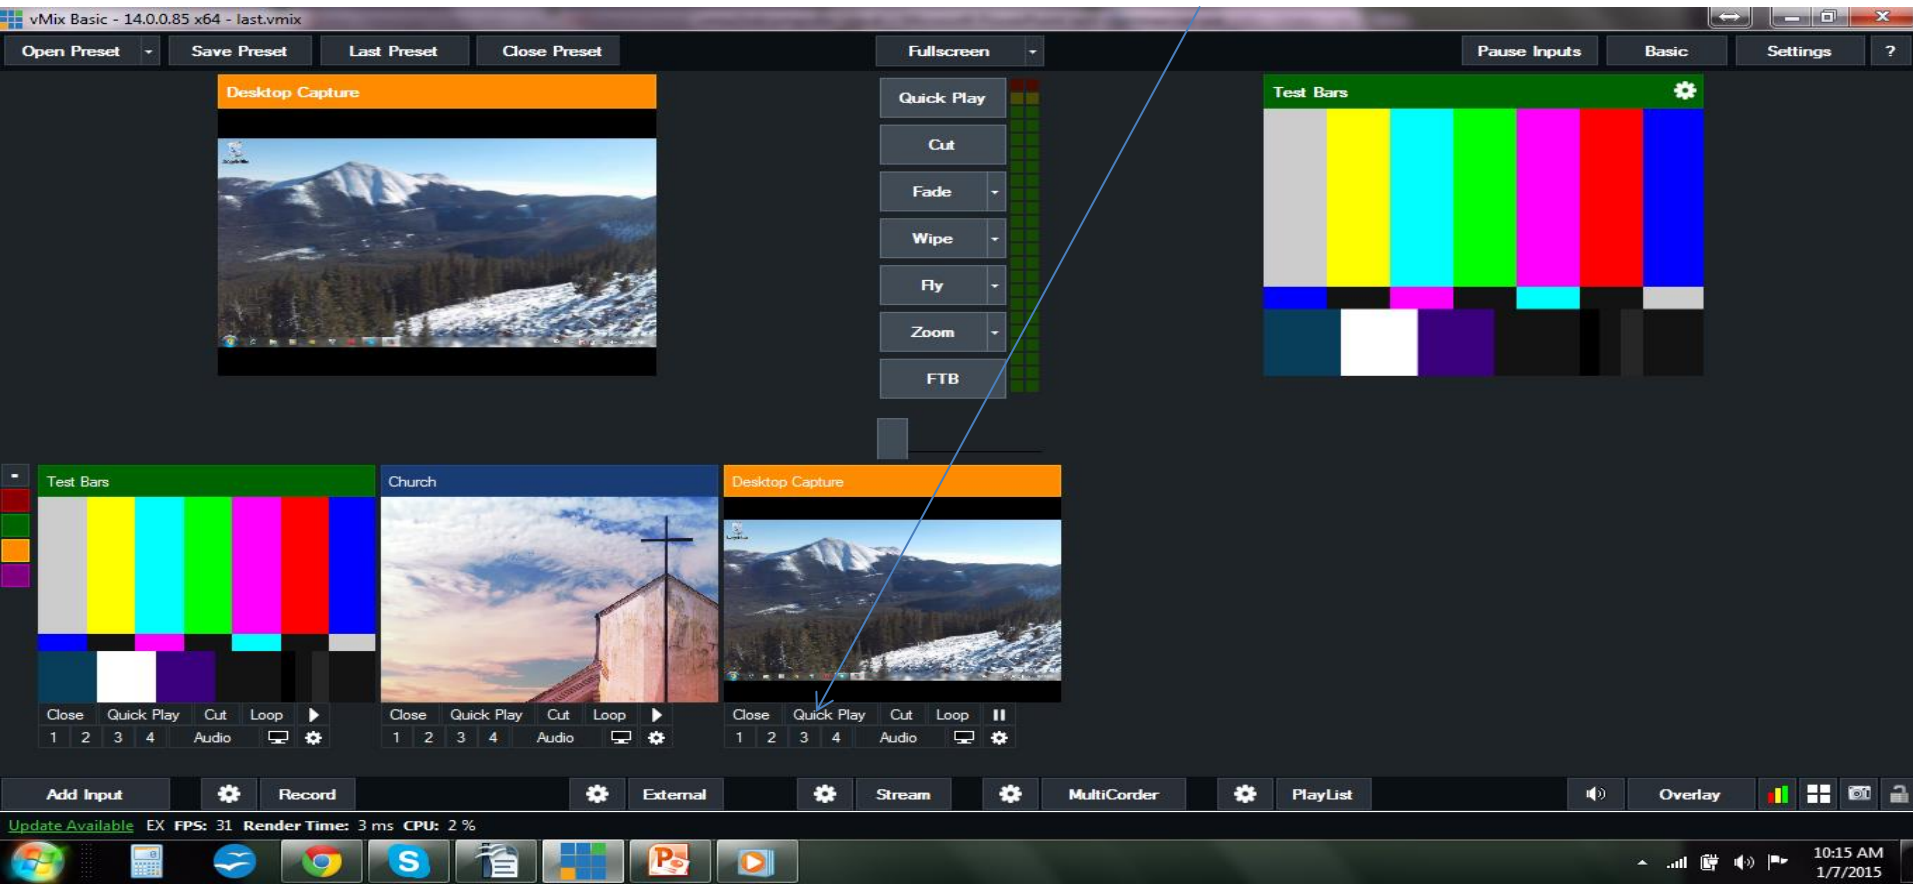 vMix Basic - 14.0.0.85 x64 - last.vmix
Open Preset Save Preset Last Preset Close Preset Fullscreen Pause Inputs Basic Settings ?
Desktop Capture
Quick Play
Cut
Fade
Wipe
Fly
Zoom
FTB
Test Bars
Test Bars Church Desktop Capture
Close Quick Play Cut Loop Close Quick Play Cut Loop Close Quick Play Cut Loop
1 2 3 4 Audio 1 2 3 4 Audio 1 2 3 4 Audio
Add Input Record External Stream MultiCorder PlayList Overlay
Update Available EX FPS: 31 Render Time: 3 ms CPU: 2 %
10:15 AM
1/7/2015